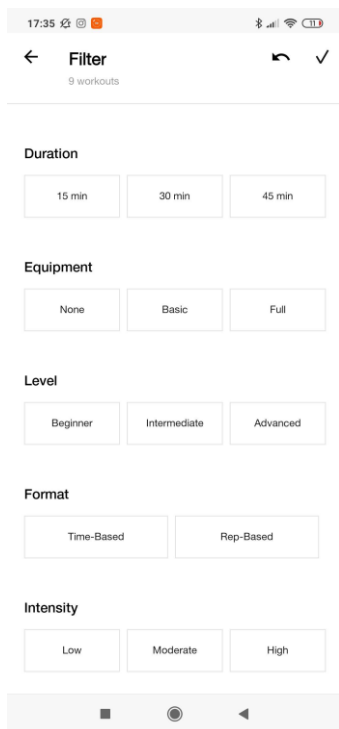 17:35
11
Filter
9 workouts
Duration
15 min 30 min 45 min
Equipment
None Basic Full
Level
Beginner Intermediate Advanced
Format
Time-Based Rep-Based
Intensity
Low Moderate High